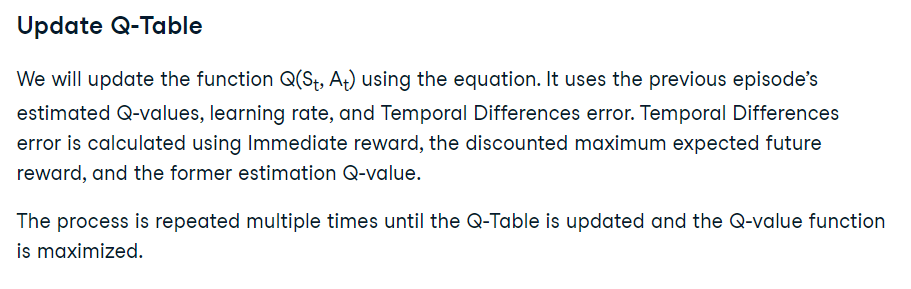 Update Q-Table
We will update the function Q(Sₜ, Aₜ) using the equation. It uses the previous episode’s
estimated Q-values, learning rate, and Temporal Differences error. Temporal Differences
error is calculated using Immediate reward, the discounted maximum expected future
reward, and the former estimation Q-value.
The process is repeated multiple times until the Q-Table is updated and the Q-value function
is maximized.